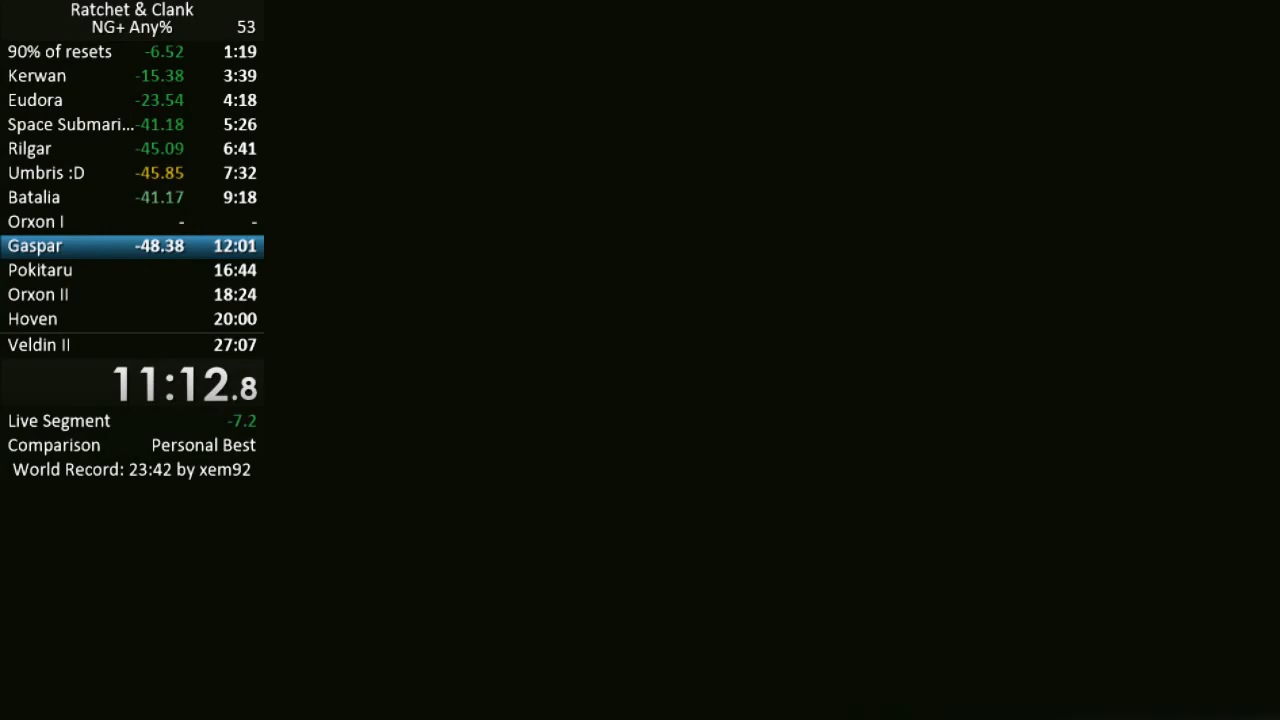 Ratchet & Clank
NG+ Any% 53
90% of resets -6.52 1:19
Kerwan -15.38 3:39
Eudora -23.54 4:18
Space Submari... -41.18 5:26
Rilgar -45.09 6:41
Umbris :D -45.85 7:32
Batalia -41.17 9:18
Orxon I - -
Gaspar -48.38 12:01
Pokitaru 16:44
Orxon II 18:24
Hoven 20:00
Veldin II 27:07
11:12.8
Live Segment -7.2
Comparison Personal Best
World Record: 23:42 by xem92